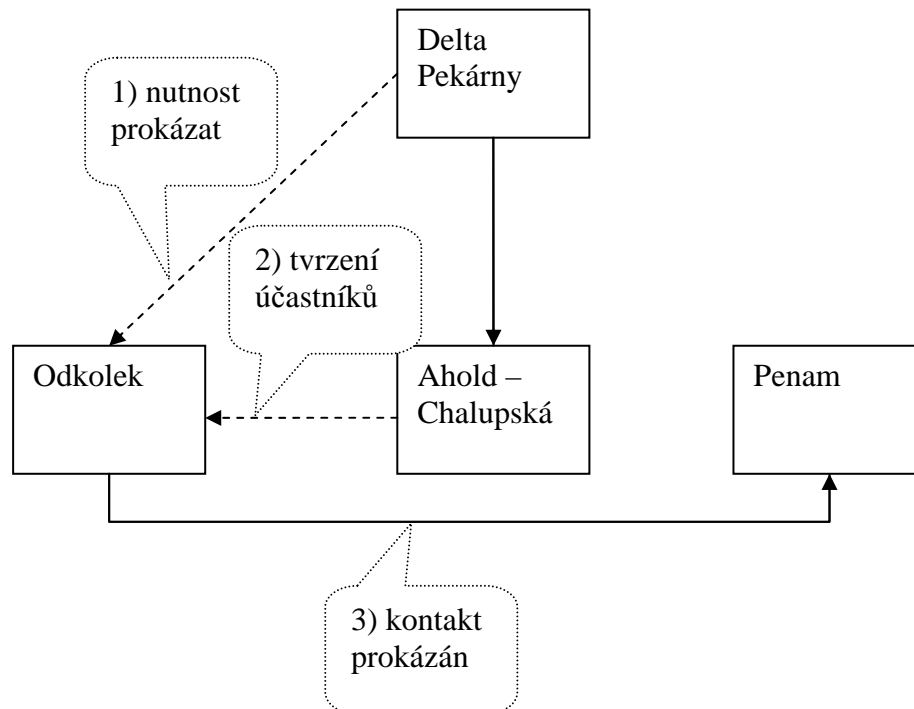 Delta
Pekárny
1) nutnost
prokázat
2) tvrzení
účastníků
Odkolek
Ahold –
Chalupská
Penam
3) kontakt
prokázán